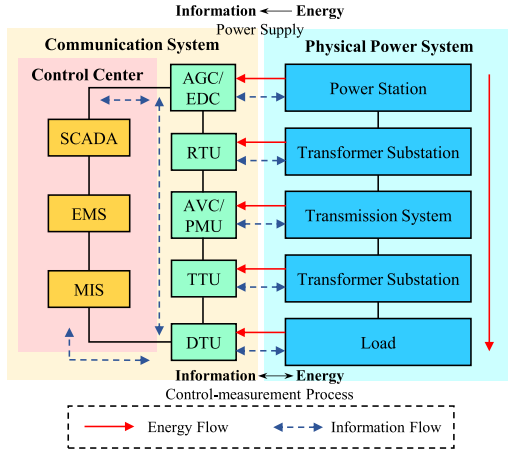 Information Energy
Power Supply
Communication System
Physical Power System
Control Center
SCADA
EMS
MIS
AGC/
EDC
RTU
AVC/
PMU
TTU
DTU
Power Station
Transformer Substation
Transmission System
Transformer Substation
Load
Information Energy
Control-measurement Process
Energy Flow
Information Flow